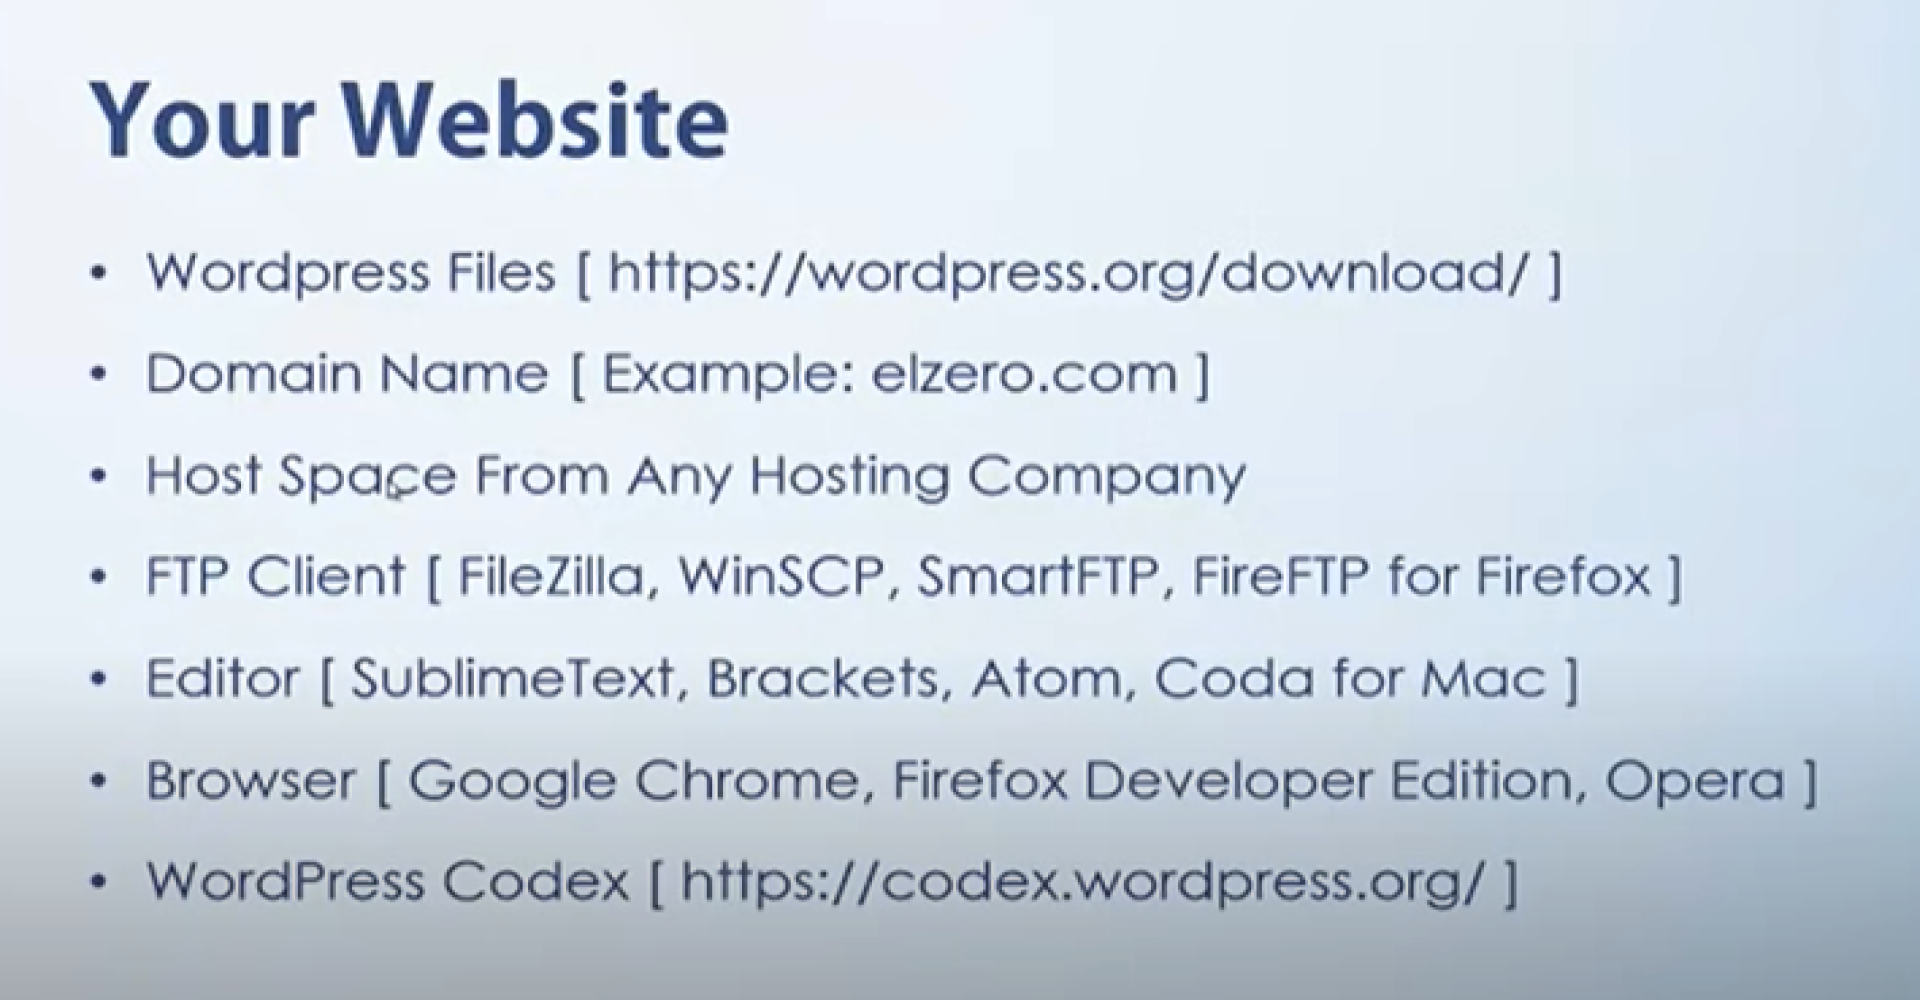 Your Website
• Wordpress Files [ https://wordpress.org/download/ ]
• Domain Name [ Example: elzero.com ]
• Host Space From Any Hosting Company
• FTP Client [ FileZilla, WinSCP, SmartFTP, FireFTP for Firefox ]
• Editor [ SublimeText, Brackets, Atom, Coda for Mac ]
• Browser [ Google Chrome, Firefox Developer Edition, Opera ]
• WordPress Codex [ https://codex.wordpress.org/ ]